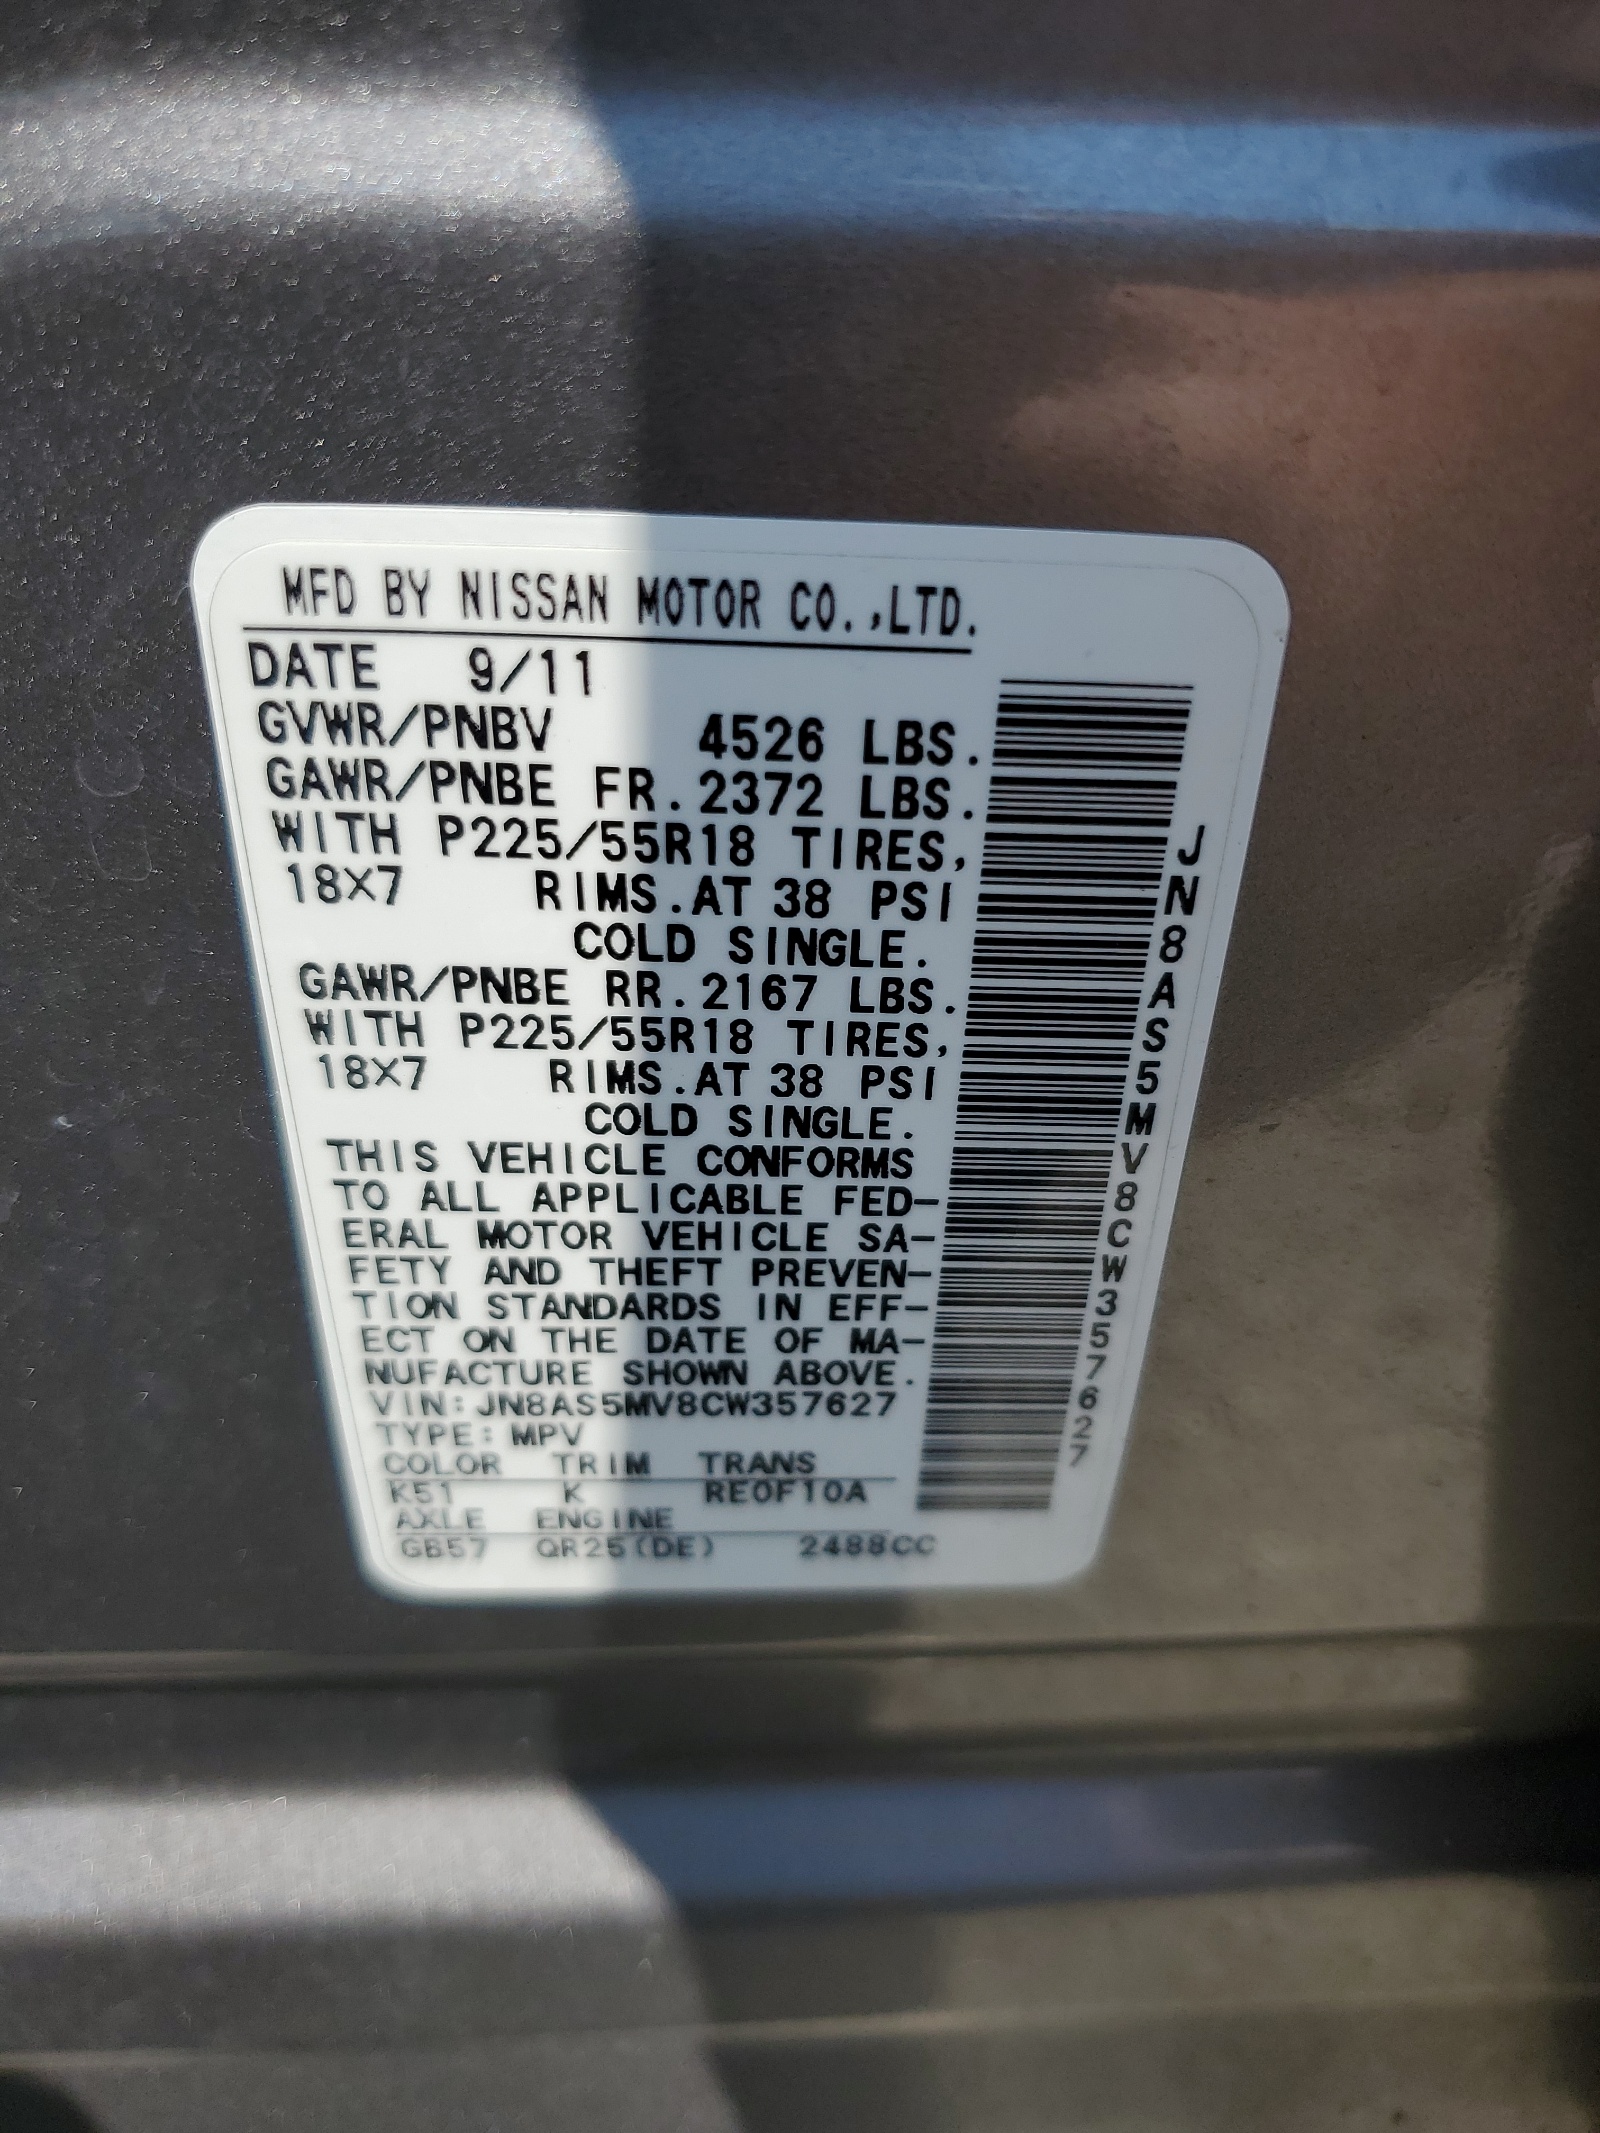 MFD BY NISSAN MOTOR CO.,LTD.
DATE 9/11
GVWR/PNBV 4526 LBS.
GAWR/PNBE FR.2372 LBS.
WITH P225/55R18 TIRES,
18X7 RIMS.AT 38 PSI
COLD SINGLE.
GAWR/PNBE RR.2167 LBS.
WITH P225/55R18 TIRES,
18X7 RIMS.AT 38 PSI
COLD SINGLE.
THIS VEHICLE CONFORMS
TO ALL APPLICABLE FED-
ERAL MOTOR VEHICLE SA-
FETY AND THEFT PREVEN-
TION STANDARDS IN EFF-
ECT ON THE DATE OF MA-
NUFACTURE SHOWN ABOVE.
VIN:JN8AS5MV8CW357627
TYPE:MPV
COLOR TRIM TRANS
K51 K RE0F10A
AXLE ENGINE
GB57 QR25(DE) 2488CC
JN8AS5MV8CW357627